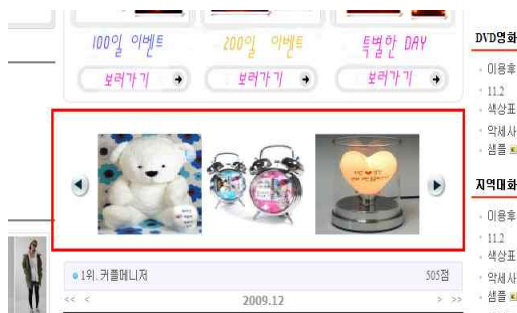 100일 이벤트
200일 이벤트
특별한 DAY
보러가기
보러가기
보러가기
1위. 커플메니저
505점
<< <
2009.12
> >>
DVD영화
이용후
11.2
색상표
악세사
샘플
지역대화
이용후
11.2
색상표
악세사
샘플